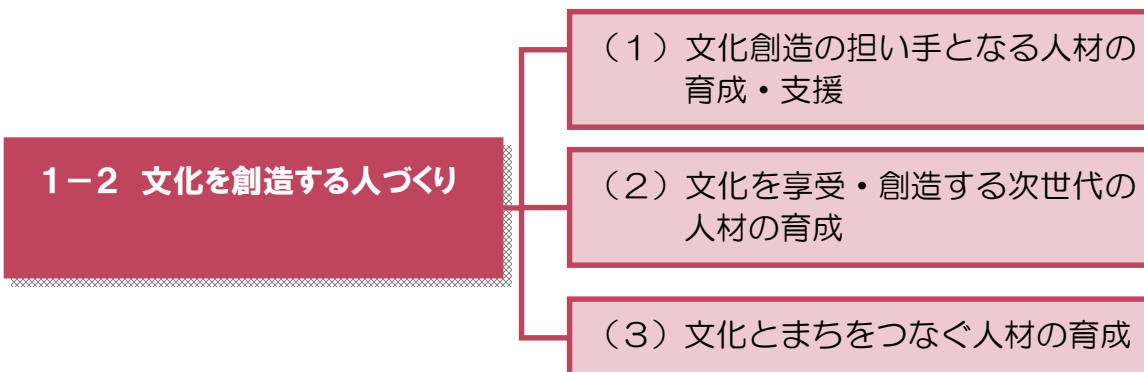 1－2 文化を創造する人づくり
（1）文化創造の担い手となる人材の
育成・支援
（2）文化を享受・創造する次世代の
人材の育成
（3）文化とまちをつなぐ人材の育成